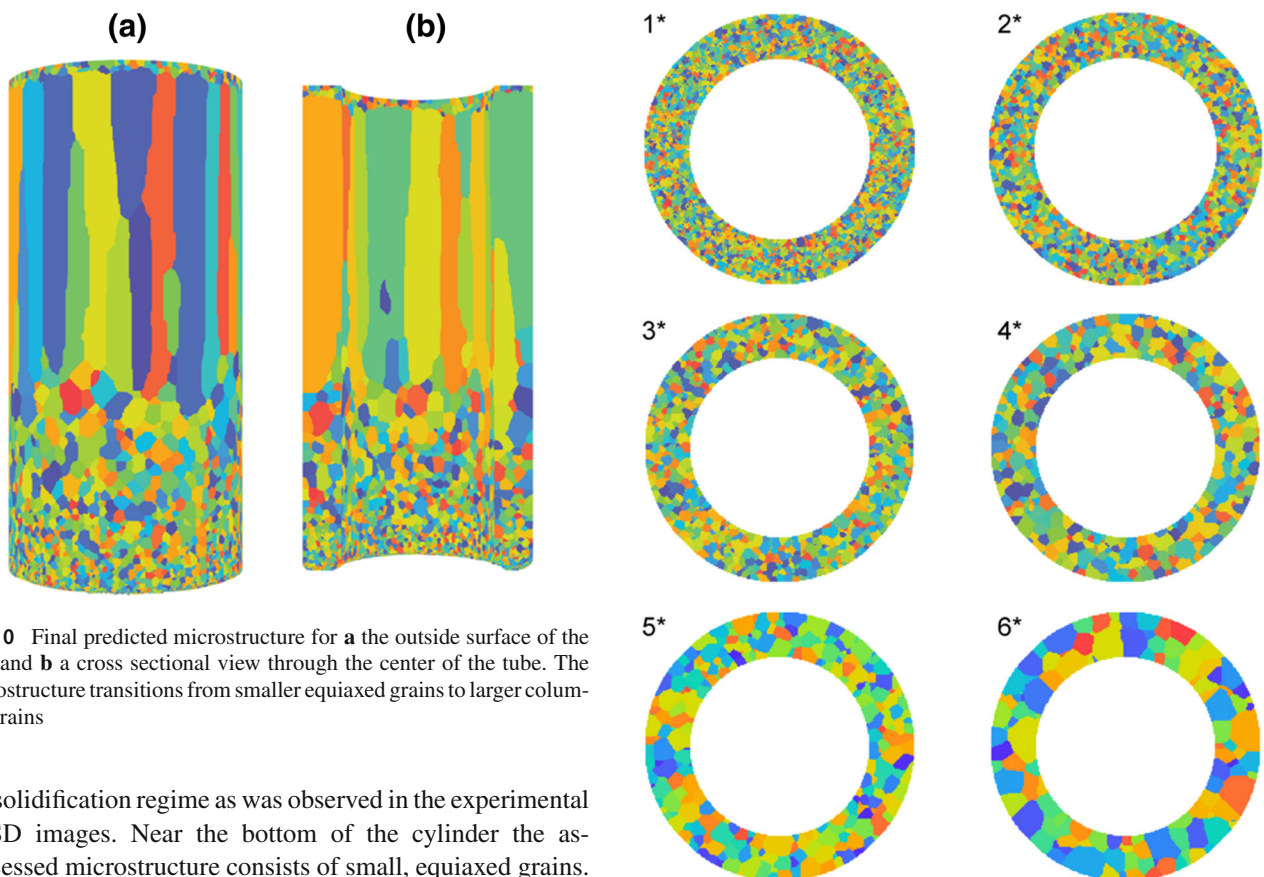 (a)
(b)
0 Final predicted microstructure for a the outside surface of the
and b a cross sectional view through the center of the tube. The
ostructure transitions from smaller equiaxed grains to larger colum-
rains
solidification regime as was observed in the experimental
SD images. Near the bottom of the cylinder the as-
cessed microstructure consists of small, equiaxed grains.
1*
2*
3*
4*
5*
6*